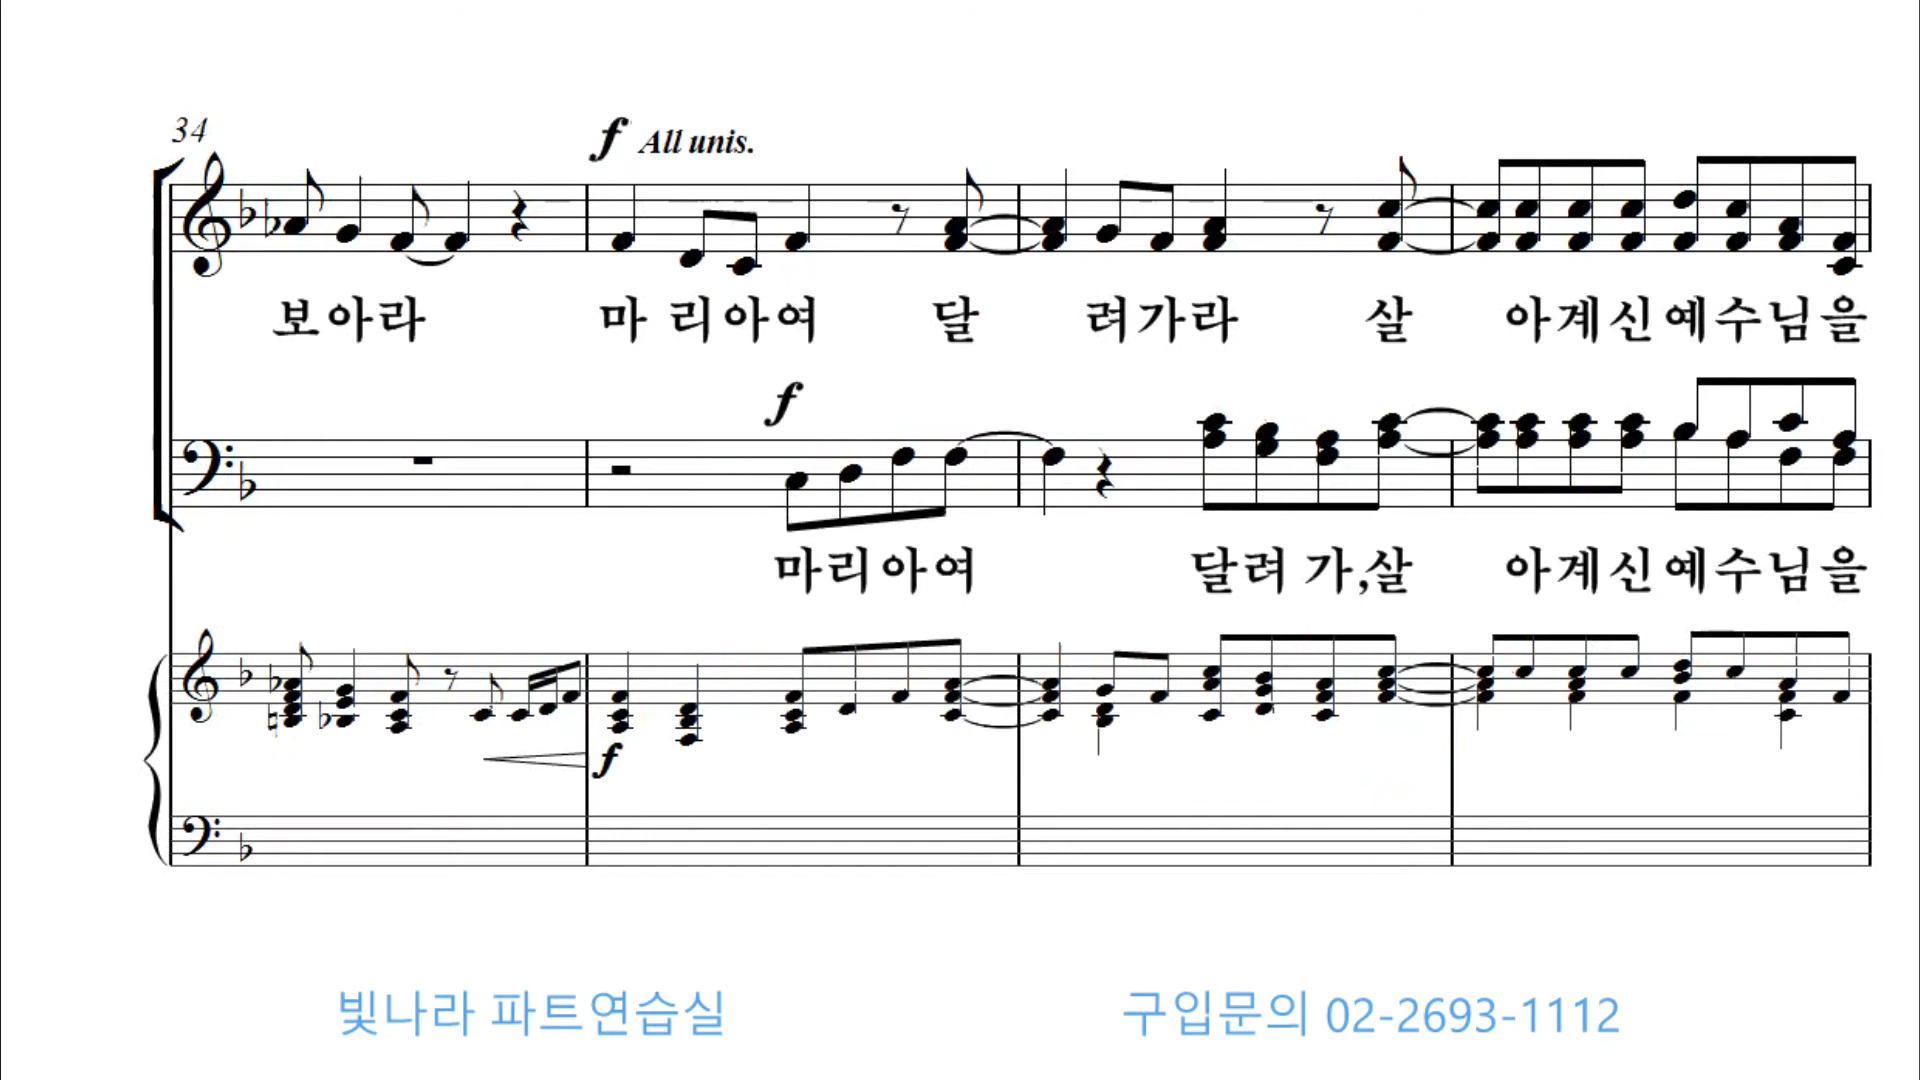 34
f All unis.
보아라 마 리아여 달 려가라 살 아계신예수님을
f
마리아여 달려 가,살 아계신예수님을
f
빛나라 파트연습실 구입문의 02-2693-1112